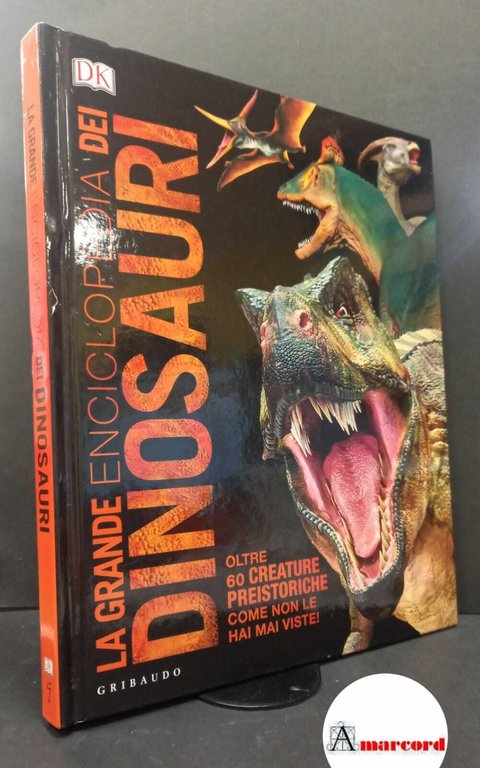 DK
LA GRANDE ENCICLOPEDIA DEI
DINOSAURI
OLTRE
60 CREATURE
PREISTORICHE
COME NON LE
HAI MAI VISTE!
GRIBAUDO
LA GRANDE ENCICLOPEDIA DEI DINOSAURI
Amarcord